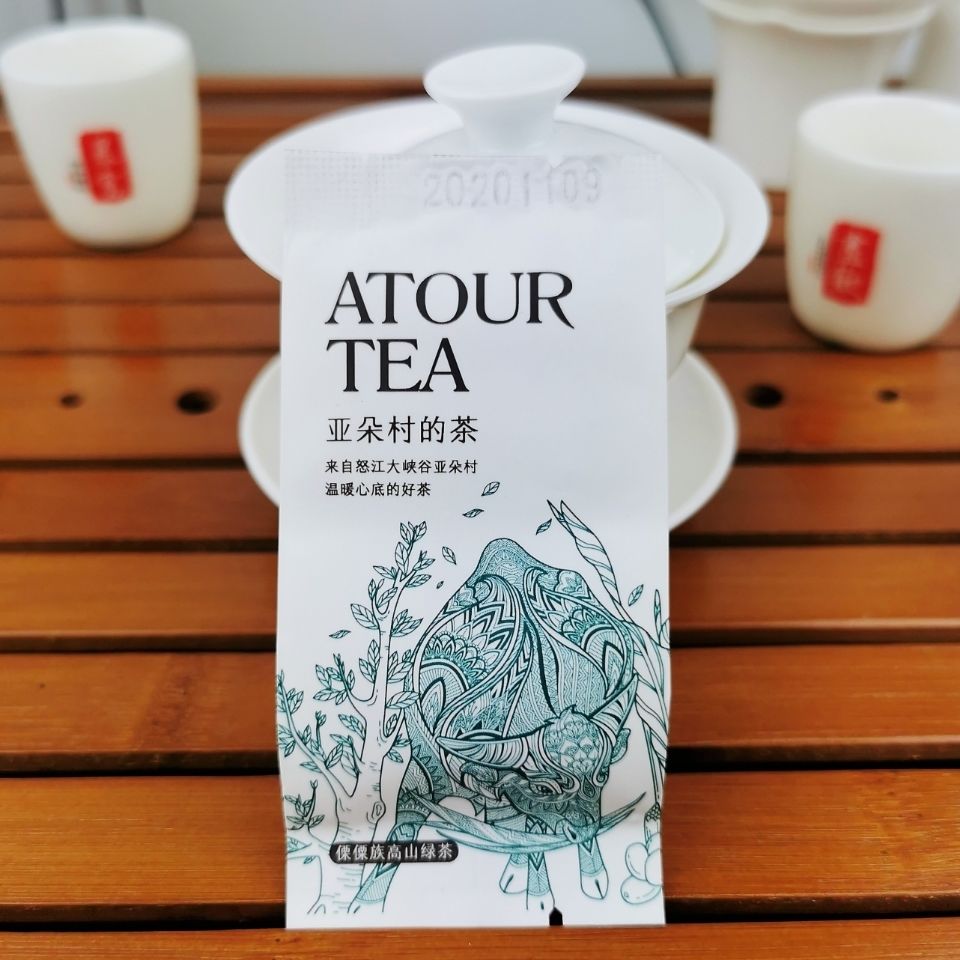 20201109
ATOUR
TEA
亚朵村的茶
来自怒江大峡谷亚朵村
温暖心底的好茶
傈僳族高山绿茶